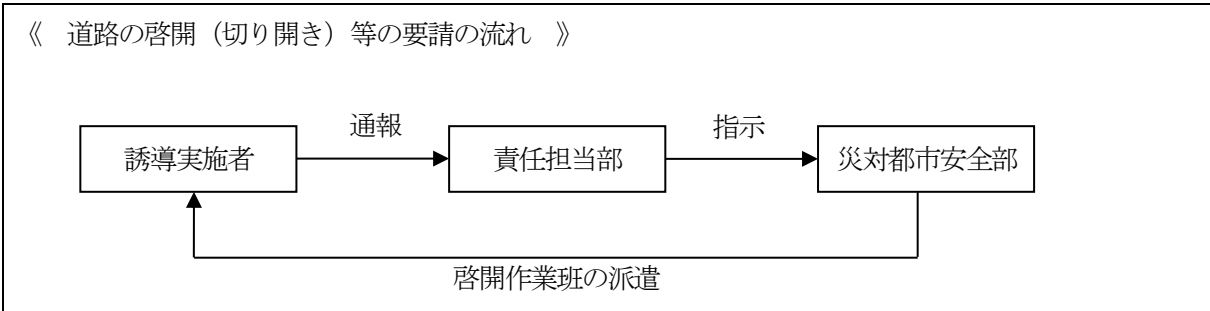 《　道路の啓開（切り開き）等の要請の流れ　》
通報
指示
誘導実施者
責任担当部
災対都市安全部
啓開作業班の派遣